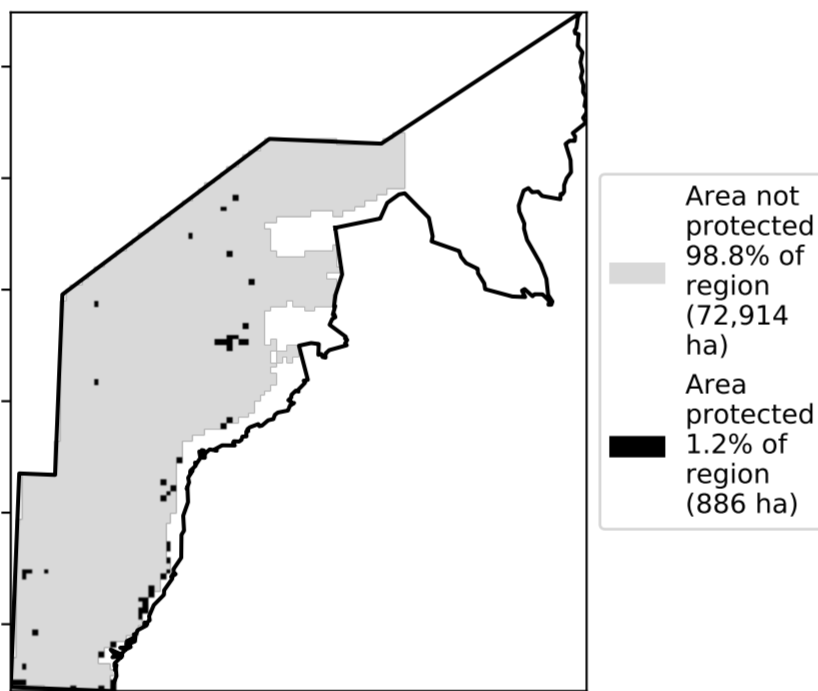 Area not
protected
98.8% of
region
(72,914
ha)
Area
protected
1.2% of
region
(886 ha)